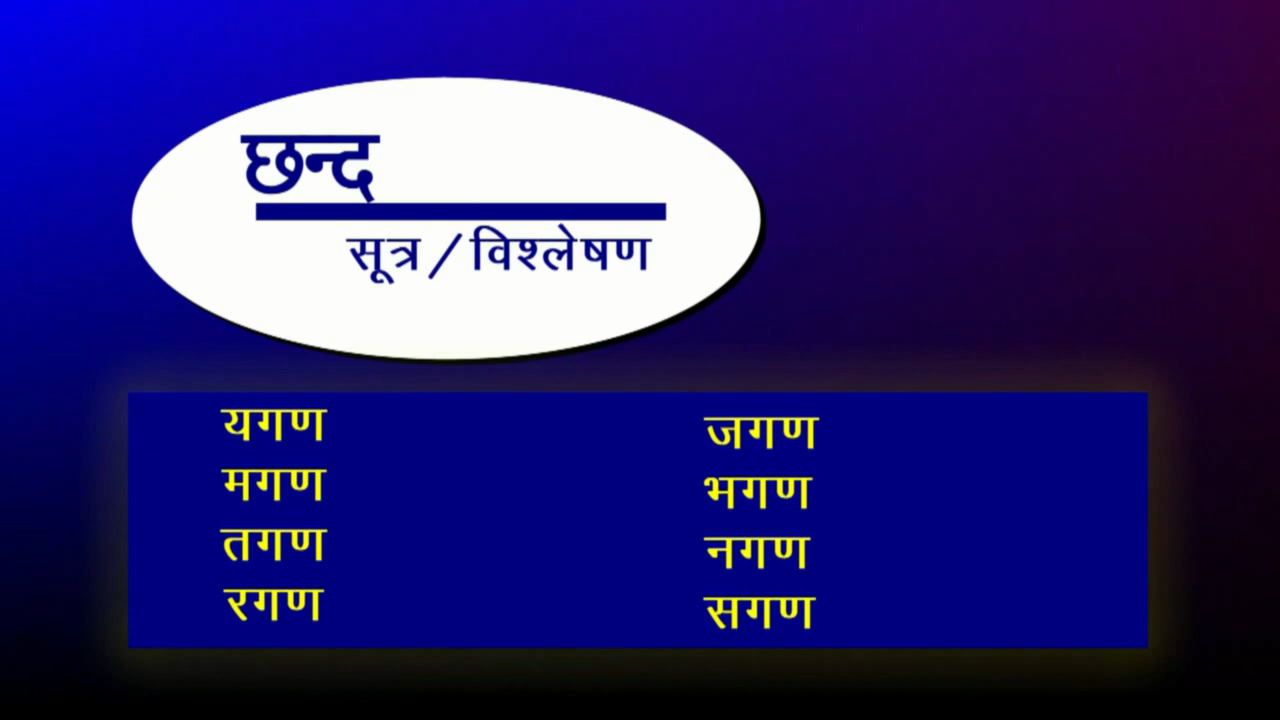 छन्द
सूत्र / विश्लेषण
यगण
मगण
तगण
रगण
जगण
भगण
नगण
सगण